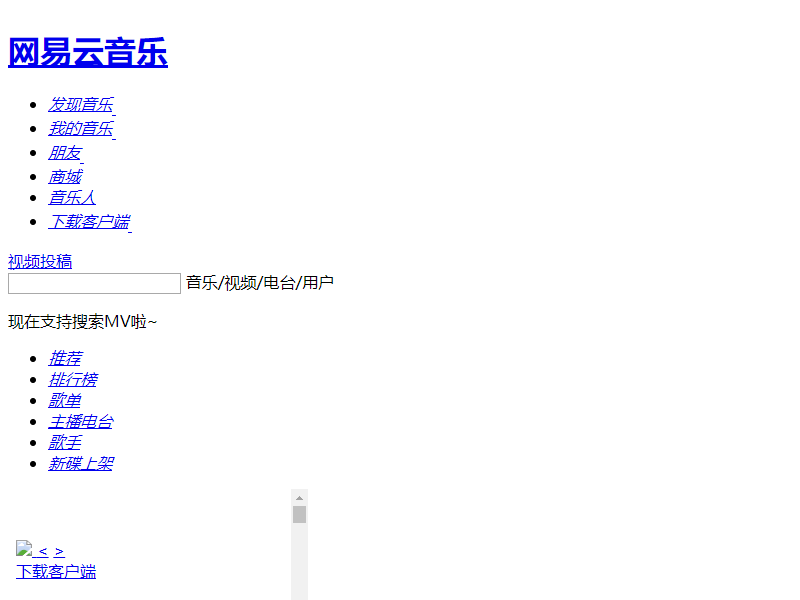 网易云音乐
发现音乐
我的音乐
朋友
商城
音乐人
下载客户端
视频投稿
音乐/视频/电台/用户
现在支持搜索MV啦~
推荐
排行榜
歌单
主播电台
歌手
新碟上架
< >
下载客户端